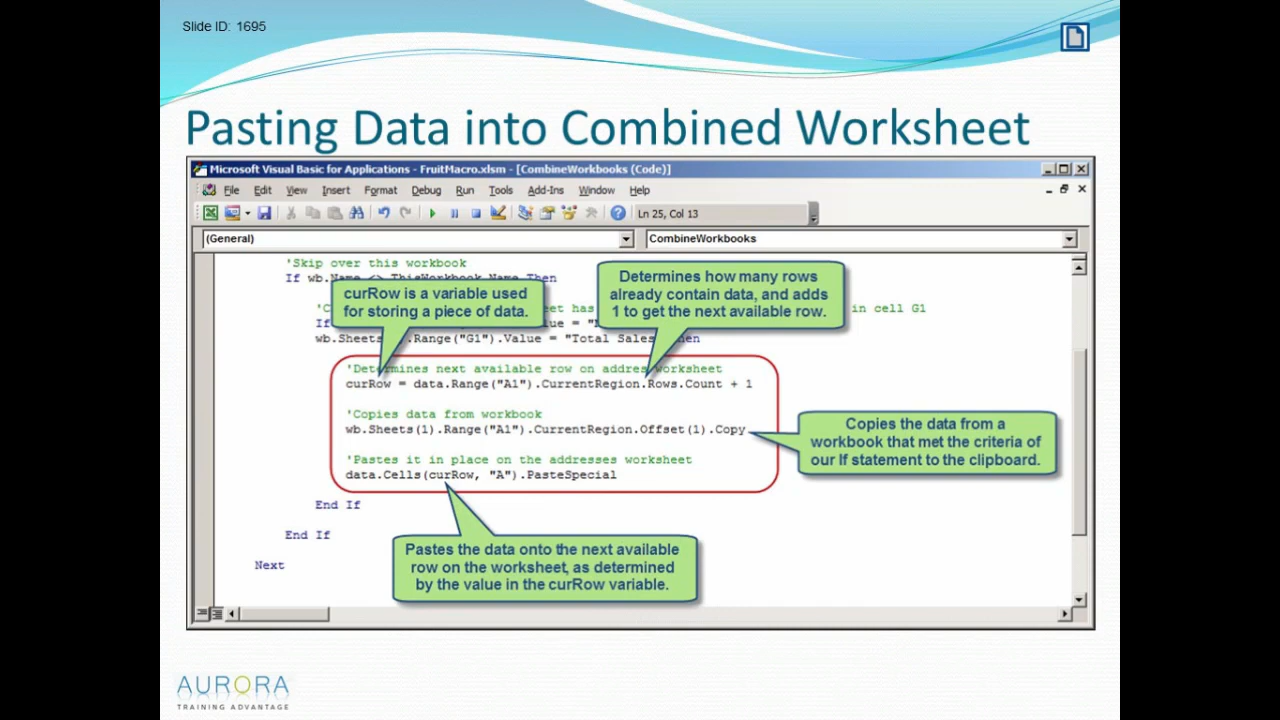 Slide ID: 1695
Pasting Data into Combined Worksheet
Microsoft Visual Basic for Applications - FruitMacro.xlsm - [CombineWorkbooks (Code)]
File Edit View Insert Format Debug Run Tools Add-Ins Window Help
Ln 25, Col 13
(General) CombineWorkbooks
'Skip over this workbook
If wb.Name <> ThisWorkbook.Name Then
curRow is a variable used
for storing a piece of data.
Determines how many rows
already contain data, and adds
1 to get the next available row.
in cell G1
If
wb.Sheets .Range("G1").Value = "Total Sales
'Determines next available row on addres worksheet
curRow = data.Range("A1").CurrentRegion.Rows.Count + 1
'Copies data from workbook
wb.Sheets(1).Range("A1").CurrentRegion.Offset(1).Copy
Copies the data from a
workbook that met the criteria of
our If statement to the clipboard.
'Pastes it in place on the addresses worksheet
data.Cells(curRow, "A").PasteSpecial
End If
Pastes the data onto the next available
row on the worksheet, as determined
by the value in the curRow variable.
End If
Next
AURORA
TRAINING ADVANTAGE